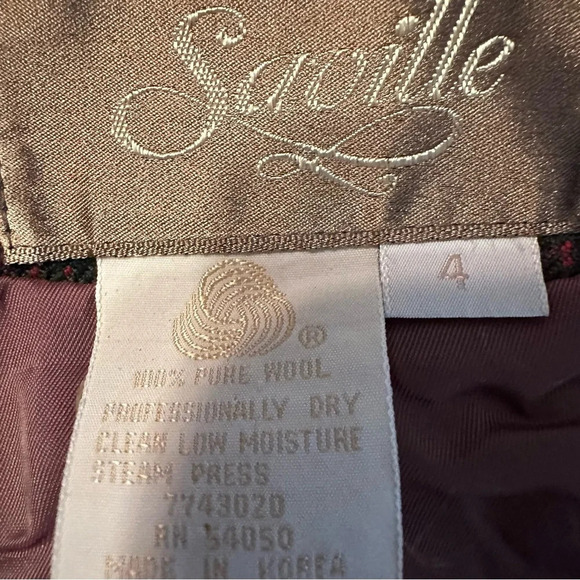 Saville
4
®
100% PURE WOOL
PROFESSIONALLY DRY
CLEAN LOW MOISTURE
STEAM PRESS
7743020
RN 54050
MADE IN KOREA